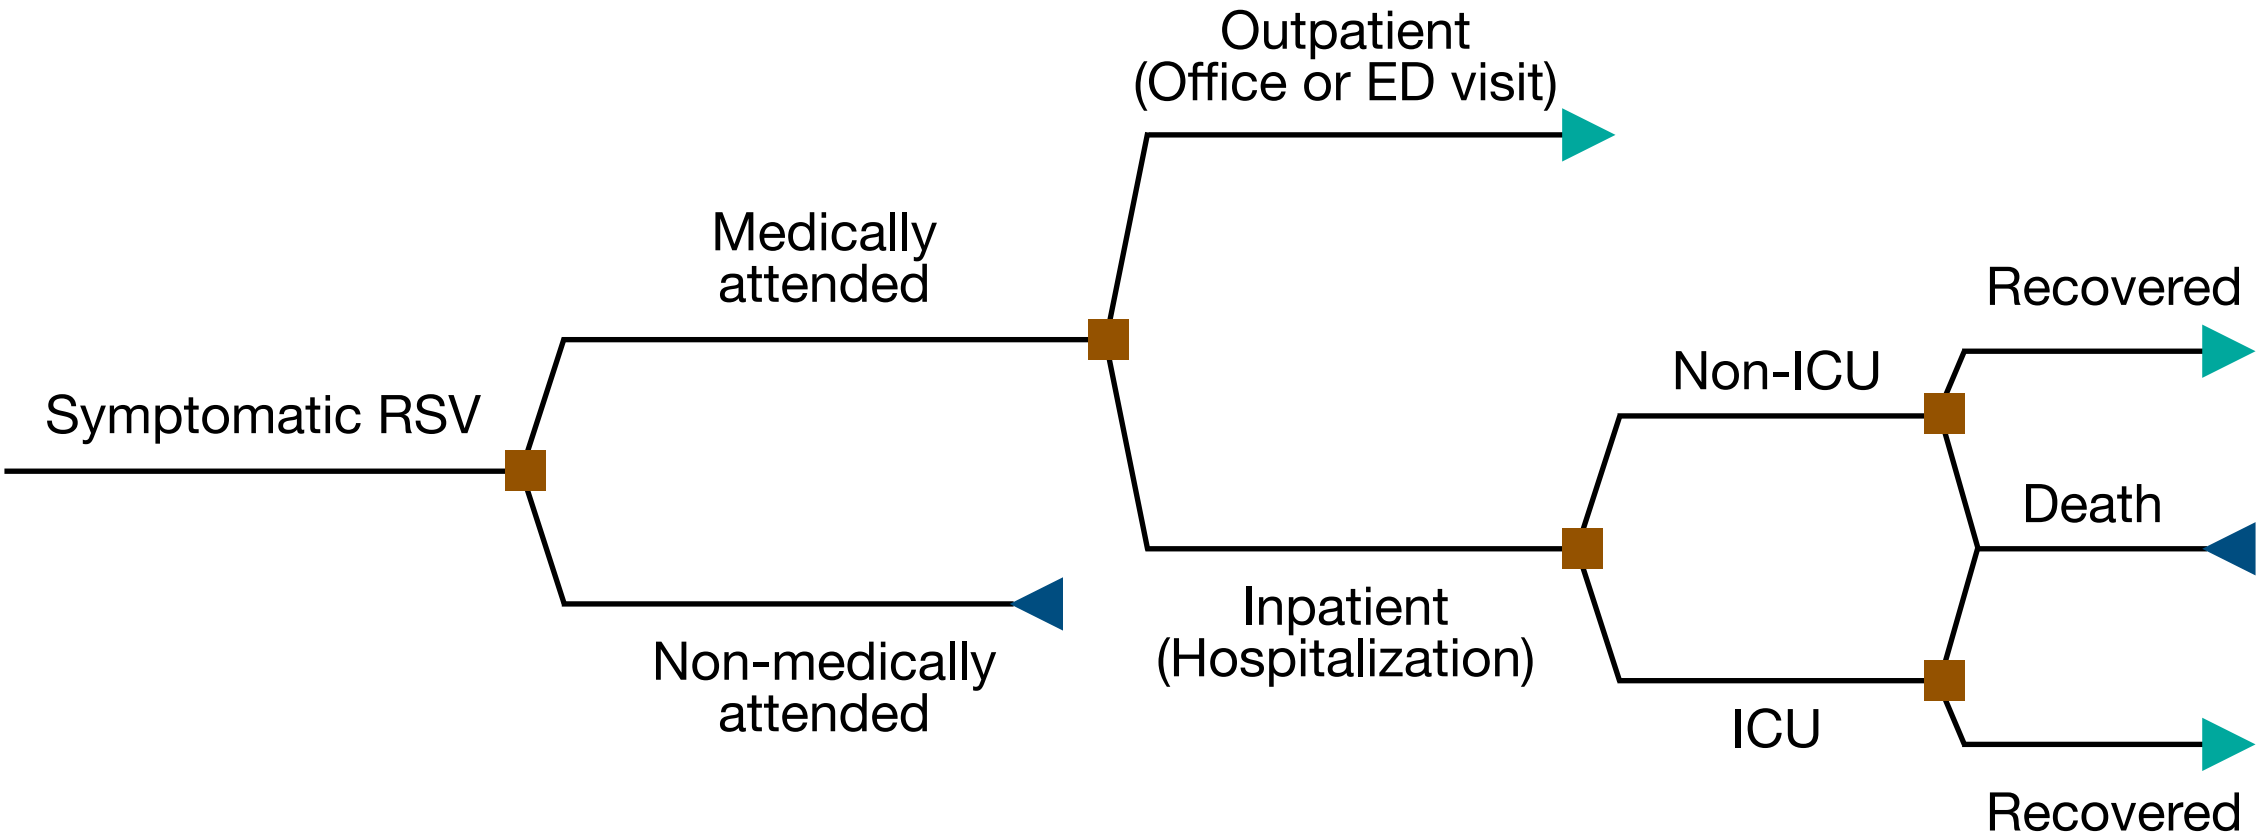 Outpatient
(Office or ED visit)
Medically
attended
Recovered
Non-ICU
Symptomatic RSV
Death
Inpatient
(Hospitalization)
Non-medically
attended
ICU
Recovered